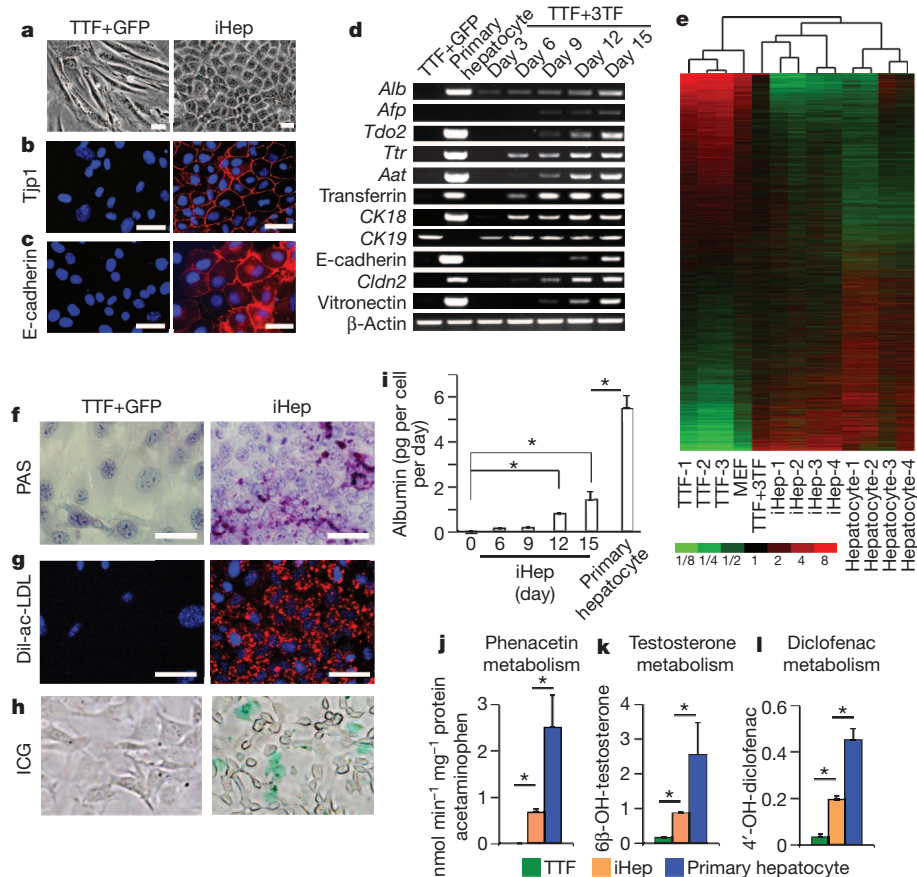 a
TTF+GFP
iHep
b
Tjp1
c
E-cadherin
d
TTF+GFP
Primary
hepatocyte
TTF+3TF
Day 3
Day 6
Day 9
Day 12
Day 15
Alb
Afp
Tdo2
Ttr
Aat
Transferrin
CK18
CK19
E-cadherin
Cldn2
Vitronectin
β-Actin
e
TTF-1
TTF-2
TTF-3
MEF
TTF+3TF
iHep-1
iHep-2
iHep-3
iHep-4
Hepatocyte-1
Hepatocyte-2
Hepatocyte-3
Hepatocyte-4
1/8 1/4 1/2 1 2 4 8
f
TTF+GFP
iHep
PAS
g
Dil-ac-LDL
h
ICG
i
Albumin (pg per cell
per day)
6
4
2
0
*
*
*
0 6 9 12 15
Primary
hepatocyte
iHep
(day)
j
Phenacetin
metabolism
nmol min⁻¹ mg⁻¹ protein
acetaminophen
3
2
1
0
*
*
k
Testosterone
metabolism
6β-OH-testosterone
4
3
2
1
0
*
*
l
Diclofenac
metabolism
4′-OH-diclofenac
0.6
0.4
0.2
0
*
*
TTF
iHep
Primary hepatocyte